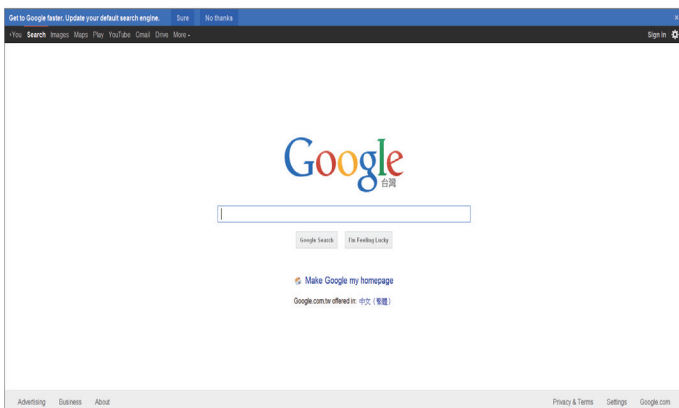 Get to Google faster. Update your default search engine. Sure No thanks x
+You Search Images Maps Play YouTube Gmail Drive More Sign in
Google
台灣
Google Search I'm Feeling Lucky
Make Google my homepage
Google.com.tw offered in: 中文（繁體）
Advertising Business About Privacy & Terms Settings Google.com